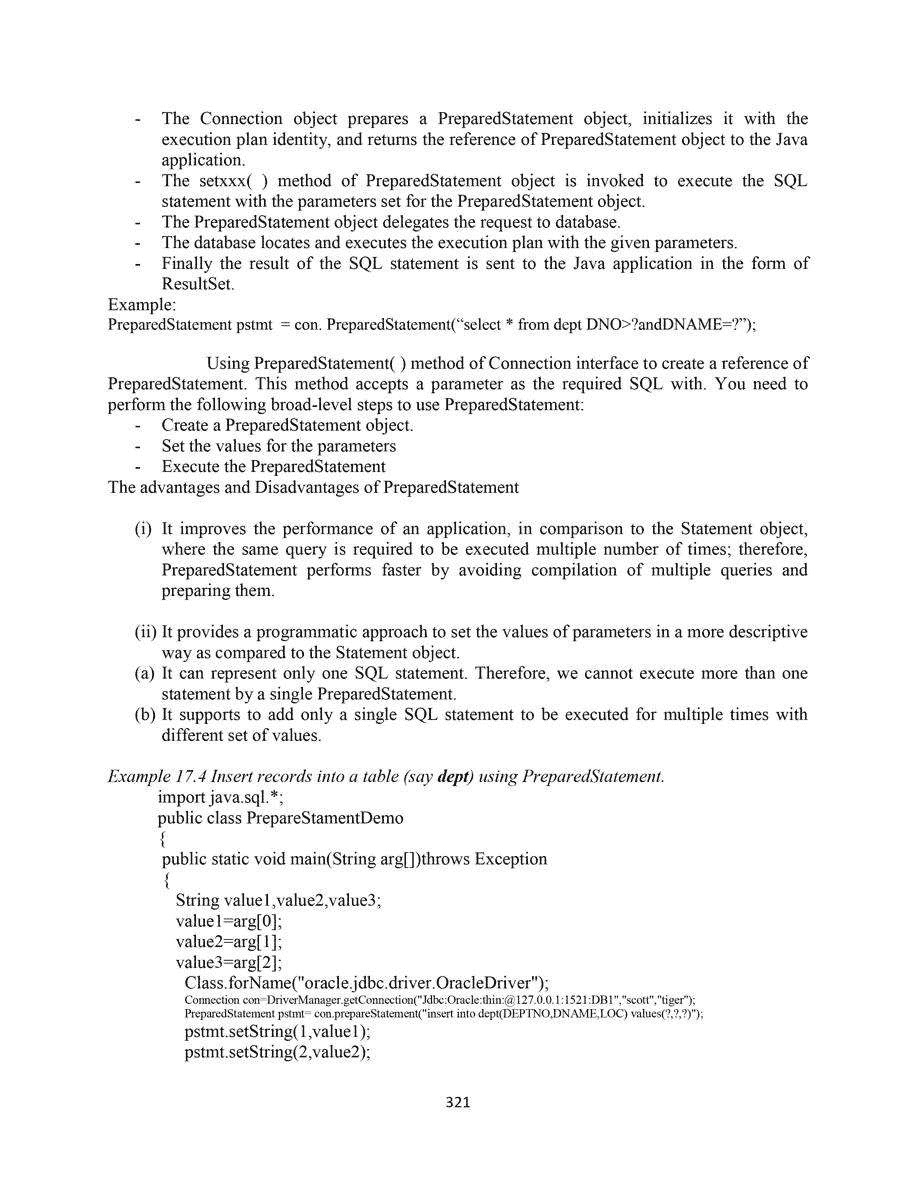 - The Connection object prepares a PreparedStatement object, initializes it with the
execution plan identity, and returns the reference of PreparedStatement object to the Java
application.
- The setxxx( ) method of PreparedStatement object is invoked to execute the SQL
statement with the parameters set for the PreparedStatement object.
- The PreparedStatement object delegates the request to database.
- The database locates and executes the execution plan with the given parameters.
- Finally the result of the SQL statement is sent to the Java application in the form of
ResultSet.
Example:
PreparedStatement pstmt = con. PreparedStatement(“select * from dept DNO>?andDNAME=?”);
Using PreparedStatement( ) method of Connection interface to create a reference of
PreparedStatement. This method accepts a parameter as the required SQL with. You need to
perform the following broad-level steps to use PreparedStatement:
- Create a PreparedStatement object.
- Set the values for the parameters
- Execute the PreparedStatement
The advantages and Disadvantages of PreparedStatement
(i) It improves the performance of an application, in comparison to the Statement object,
where the same query is required to be executed multiple number of times; therefore,
PreparedStatement performs faster by avoiding compilation of multiple queries and
preparing them.
(ii) It provides a programmatic approach to set the values of parameters in a more descriptive
way as compared to the Statement object.
(a) It can represent only one SQL statement. Therefore, we cannot execute more than one
statement by a single PreparedStatement.
(b) It supports to add only a single SQL statement to be executed for multiple times with
different set of values.
Example 17.4 Insert records into a table (say dept) using PreparedStatement.
import java.sql.*;
public class PrepareStamentDemo
{
public static void main(String arg[])throws Exception
{
String value1,value2,value3;
value1=arg[0];
value2=arg[1];
value3=arg[2];
Class.forName("oracle.jdbc.driver.OracleDriver");
Connection con=DriverManager.getConnection("Jdbc:Oracle:thin:@127.0.0.1:1521:DB1","scott","tiger");
PreparedStatement pstmt= con.prepareStatement("insert into dept(DEPTNO,DNAME,LOC) values(?,?,?)");
pstmt.setString(1,value1);
pstmt.setString(2,value2);
321